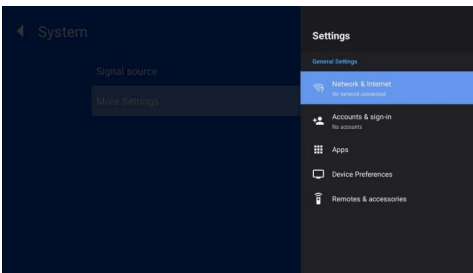 System
Signal source
More Settings
Settings
General Settings
Network & Internet
No network connected
Accounts & sign-in
No accounts
Apps
Device Preferences
Remotes & accessories